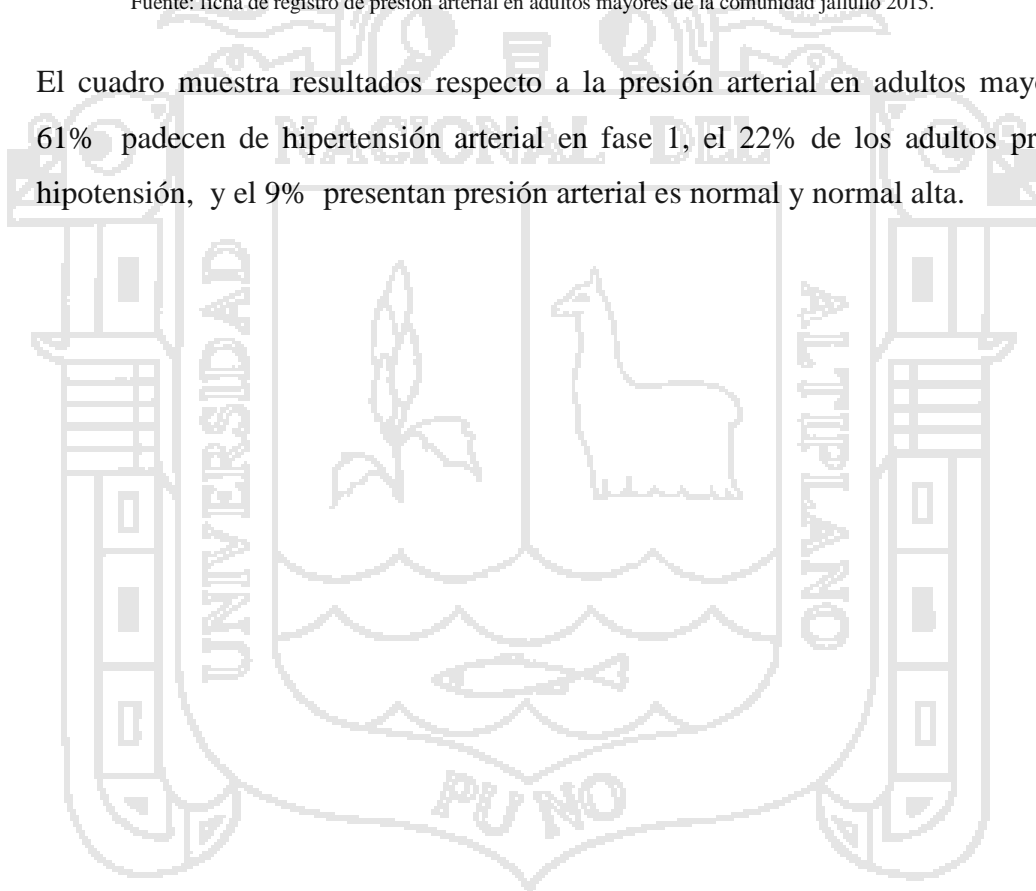 Fuente: ficha de registro de presión arterial en adultos mayores de la comunidad jallullo 2015.
El cuadro muestra resultados respecto a la presión arterial en adultos may
61% padecen de hipertensión arterial en fase 1, el 22% de los adultos pr
hipotensión, y el 9% presentan presión arterial es normal y normal alta.
NACIONAL DEL
UNIVERSIDAD
ALTIPLANO
PUNO